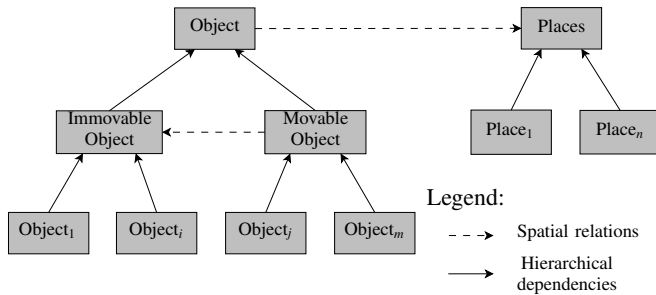 Object
Places
Immovable
Object
Movable
Object
Place₁
Placeₙ
Object₁
Objectᵢ
Objectⱼ
Objectₘ
Legend:
Spatial relations
Hierarchical
dependencies